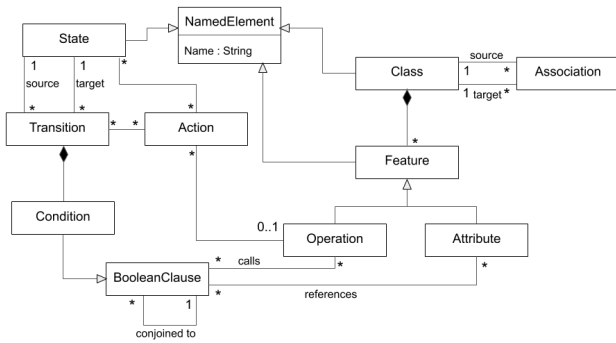 NamedElement
State
Name : String
source
1
1
*
Class
1
*
Association
source
target
1
target
*
*
*
*
Transition
*
*
Action
*
*
*
Feature
Condition
0..1
Operation
Attribute
*
calls
*
*
BooleanClause
*
references
*
1
conjoined to